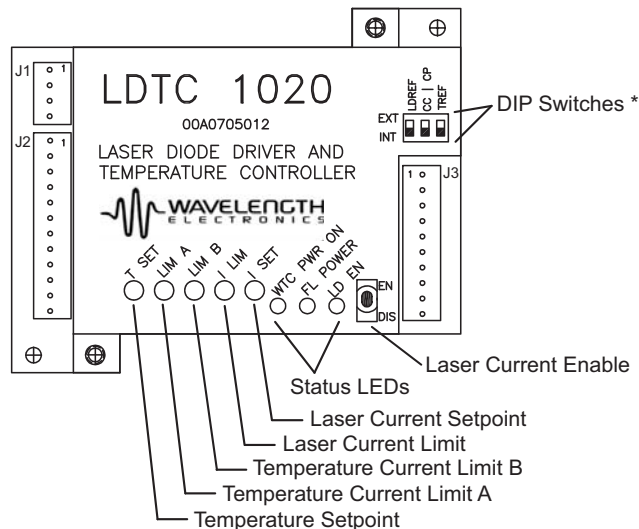 J1
1
LDTC 1020
00A0705012
LDREF
CC | CP
TREF
EXT
INT
DIP Switches *
J2
1
LASER DIODE DRIVER AND
TEMPERATURE CONTROLLER
1
J3
WAVELENGTH
ELECTRONICS
T SET
LIM A
LIM B
I LIM
I SET
WTC PWR ON
FL POWER
LD EN
EN
DIS
Laser Current Enable
Status LEDs
Laser Current Setpoint
Laser Current Limit
Temperature Current Limit B
Temperature Current Limit A
Temperature Setpoint